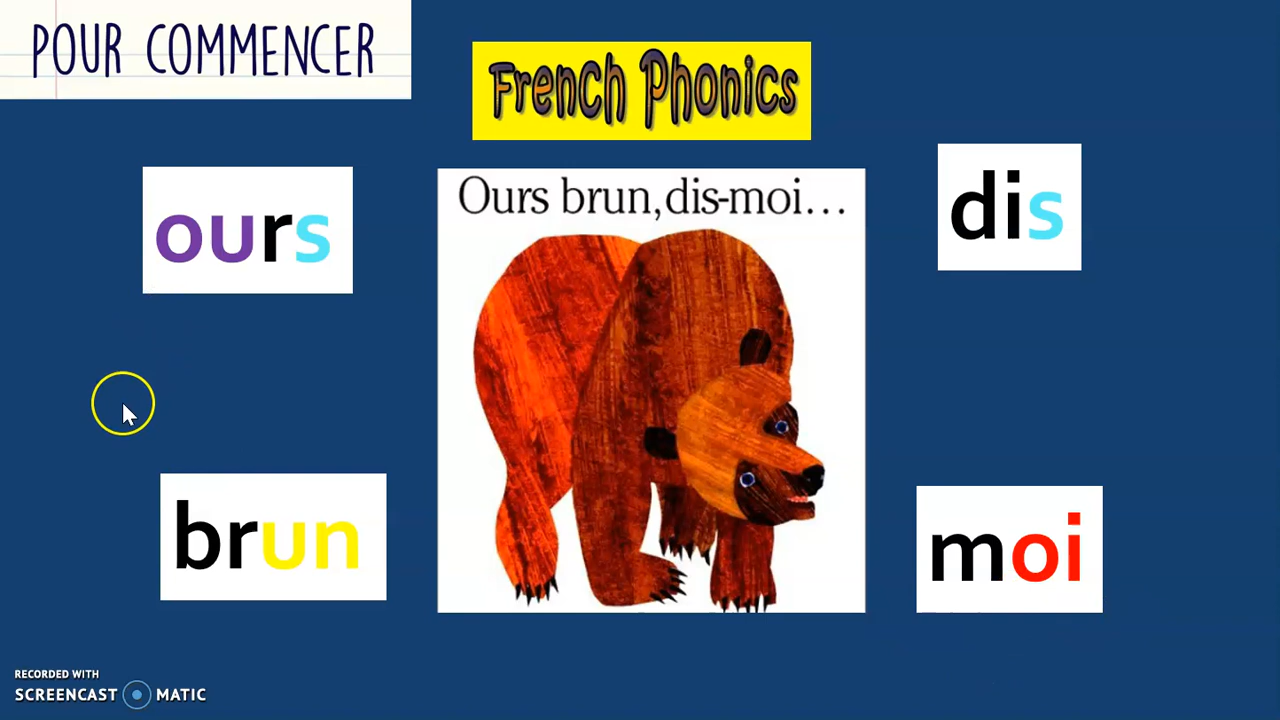 POUR COMMENCER
French Phonics
ours
dis
Ours brun, dis-moi...
brun
moi
RECORDED WITH
SCREENCAST MATIC